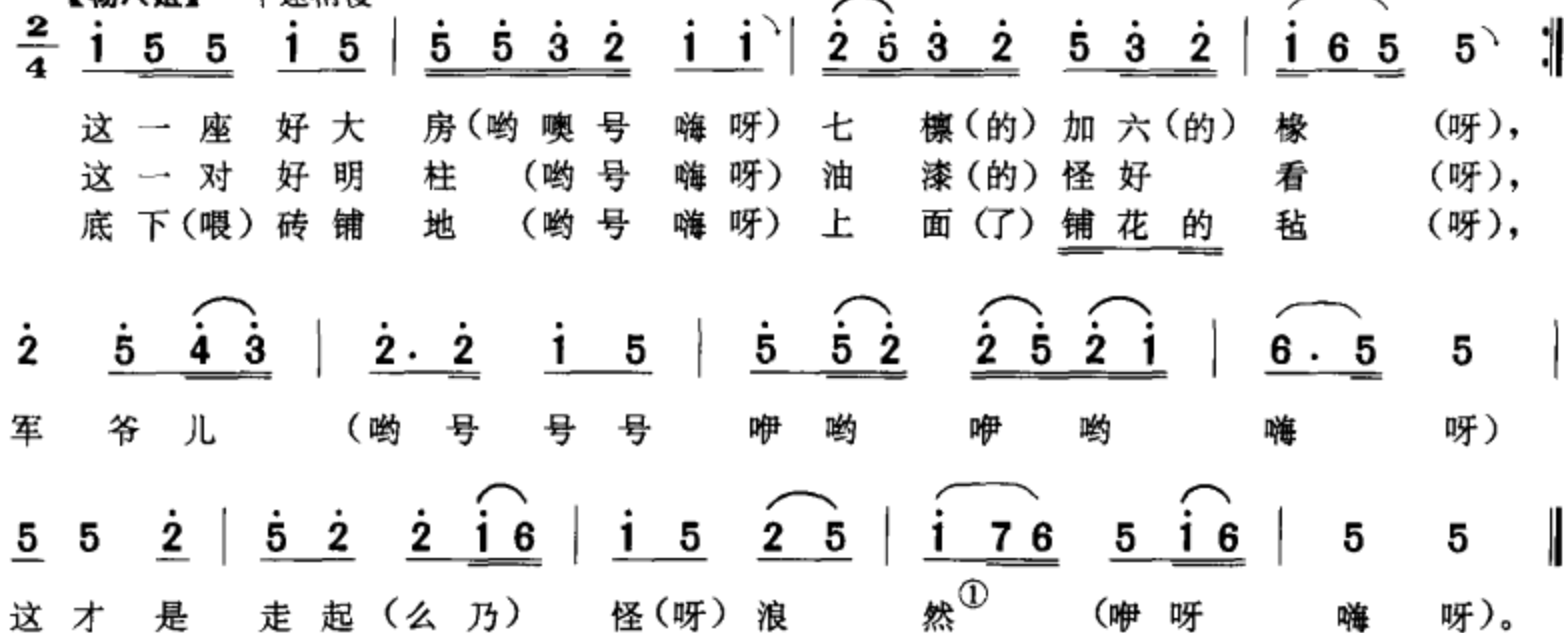 2/4 1 5 5 1 5 | 5 5 3 2 1 1 | 2 5 3 2 5 3 2 | 1 6 5 5 :‖
这一座 好大 房(哟噢号 嗨呀) 七 檩(的)加六(的)椽 (呀),
这一对 好明 柱 (哟号 嗨呀) 油 漆(的)怪好 看 (呀),
底下(喂)砖铺 地 (哟号 嗨呀) 上 面(了)铺花的 毡 (呀),
2 5 4 3 | 2. 2 1 5 | 5 5 2 2 5 2 1 | 6. 5 5 |
军 爷儿 (哟 号 号 号 咿 哟 咿 哟 嗨 呀)
5 5 2 | 5 2 2 1 6 | 1 5 2 5 | 1 7 6 5 1 6 | 5 5 ‖
这 才 是 走 起(么 乃) 怪(呀)浪 然① (咿 呀 嗨 呀)。